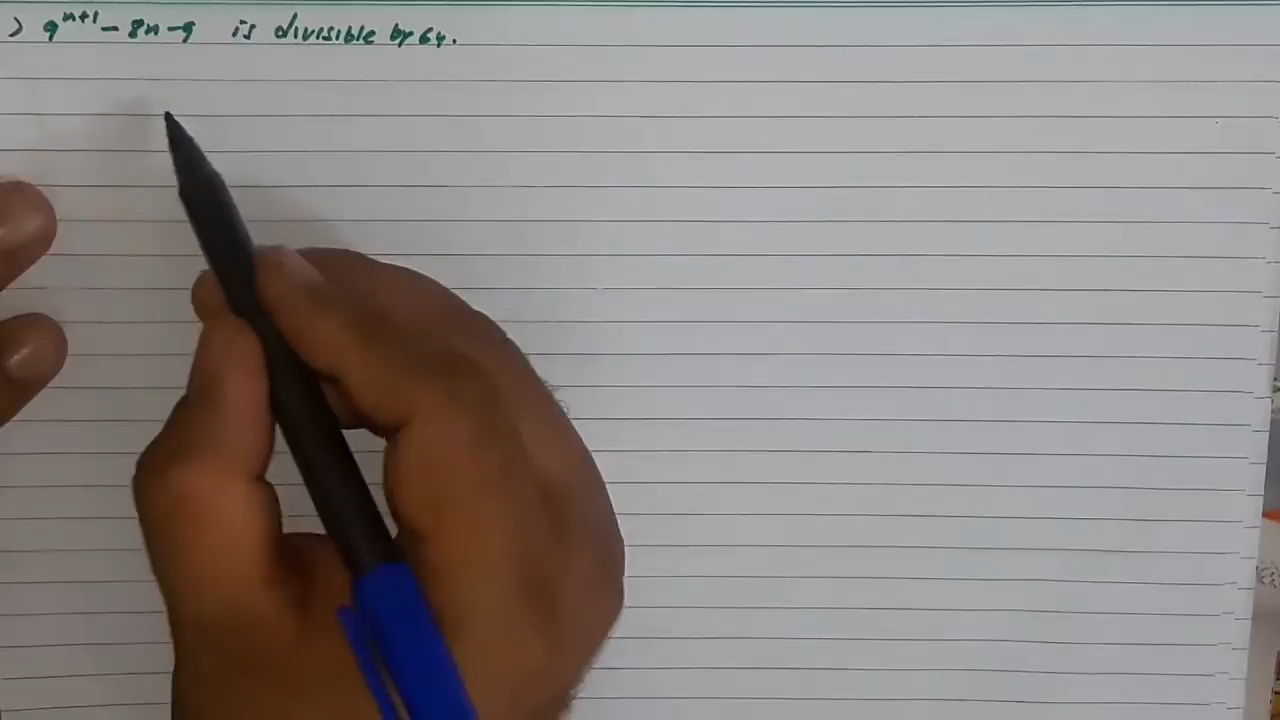 > 9^{n+1} - 8n - 9 is divisible by 64.